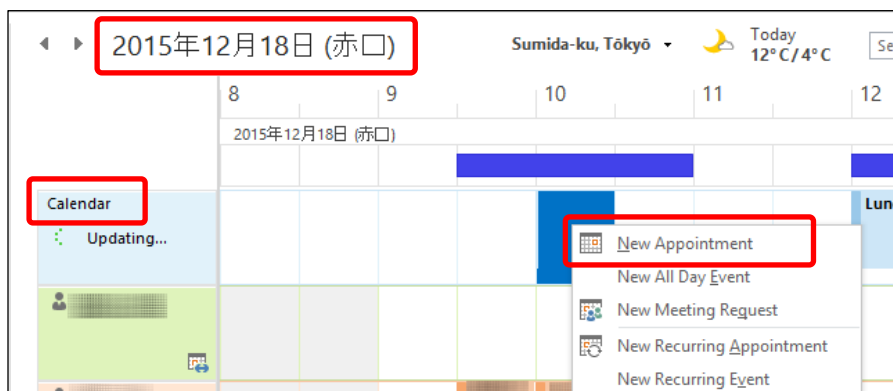 2015年12月18日 (赤口)
Sumida-ku, Tōkyō
Today
12°C/4°C
Se
8 9 10 11 12
2015年12月18日 (赤口)
Calendar
Updating...
Lun
New Appointment
New All Day Event
New Meeting Request
New Recurring Appointment
New Recurring Event